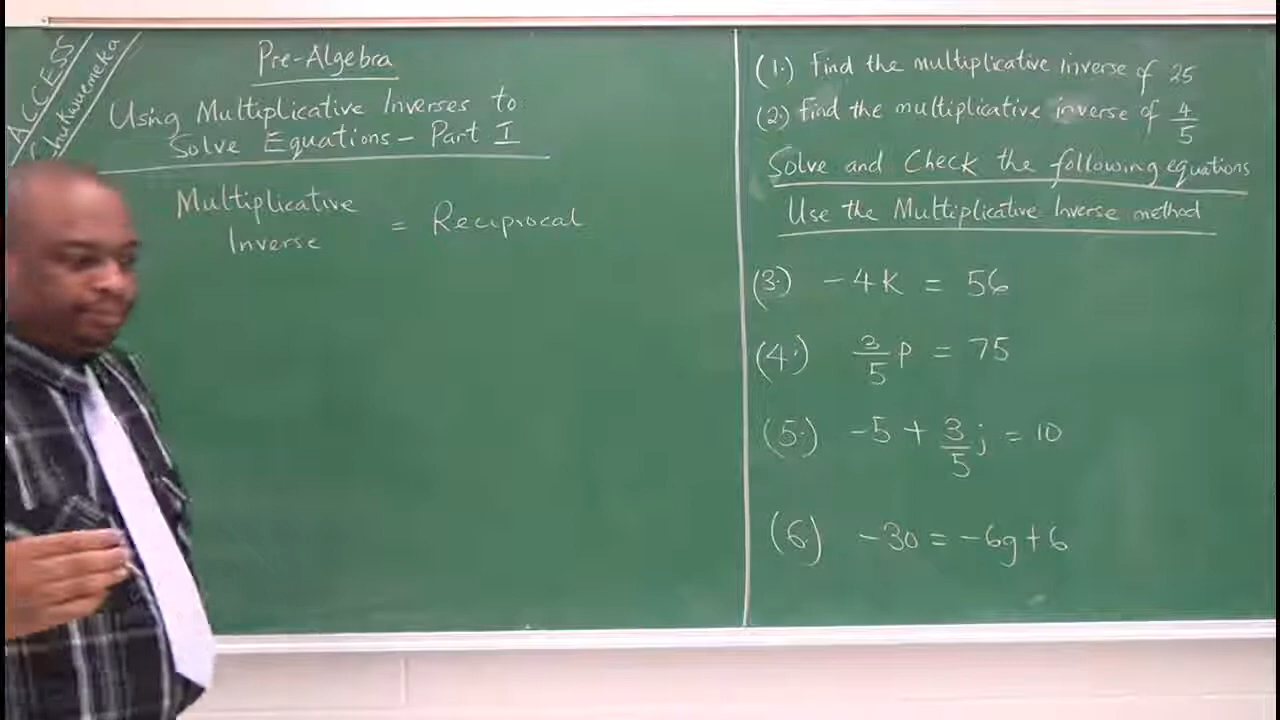 ACCESS
Chukwuemeka
Pre-Algebra
Using Multiplicative Inverses to
Solve Equations – Part I
Multiplicative
Inverse = Reciprocal
(1.) Find the multiplicative inverse of 25
(2.) Find the multiplicative inverse of 4/5
Solve and Check the following equations
Use the Multiplicative Inverse method
(3.) -4k = 56
(4.) 3/5 p = 75
(5.) -5 + 3/5 j = 10
(6.) -30 = -6g + 6